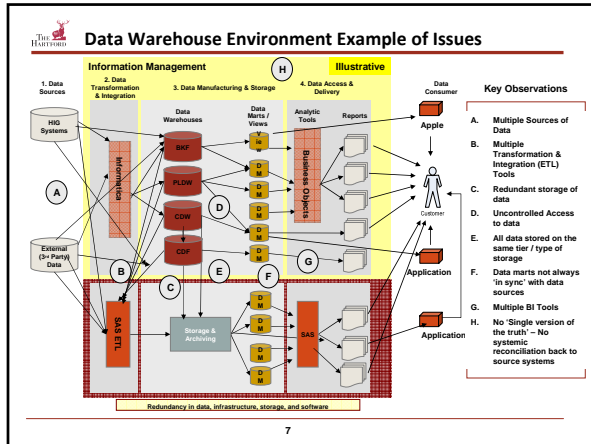 THE
HARTFORD
Data Warehouse Environment Example of Issues
Information Management
H
Illustrative
1. Data
Sources
2. Data
Transformation
& Integration
3. Data Manufacturing & Storage
4. Data Access &
Delivery
Data
Consumer
Data
Warehouses
Data
Marts /
Views
Analytic
Tools
Reports
HIG
Systems
External
(3rd Party)
Data
A
Informatica
B
SAS ETL
BKF
PLDW
CDW
CDF
C
D
E
Storage &
Archiving
V
ie
w
D
M
D
M
D
M
D
M
D
M
F
D
M
D
M
D
M
D
M
Business Objects
G
SAS
Apple
Customer
Application
Application
Redundancy in data, infrastructure, storage, and software
Key Observations
A. Multiple Sources of
Data
B. Multiple
Transformation &
Integration (ETL)
Tools
C. Redundant storage of
data
D. Uncontrolled Access to
data
E. All data stored on the
same tier / type of
storage
F. Data marts not always
‘in sync’ with data
sources
G. Multiple BI Tools
H. No ‘Single version of
the truth’ – No
systemic
reconciliation back to
source systems
7